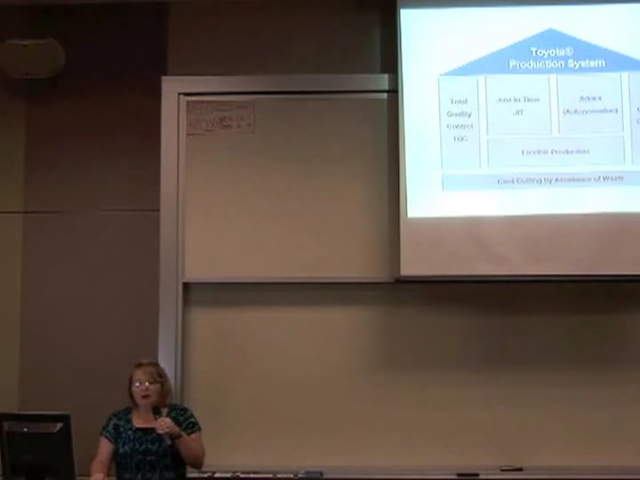 Toyota®
Production System
Total
Quality
Control
TQC
Just-In-Time
JIT
Jidoka
(Autonomation)
Flexible Production
Cost Cutting by Avoidance of Waste